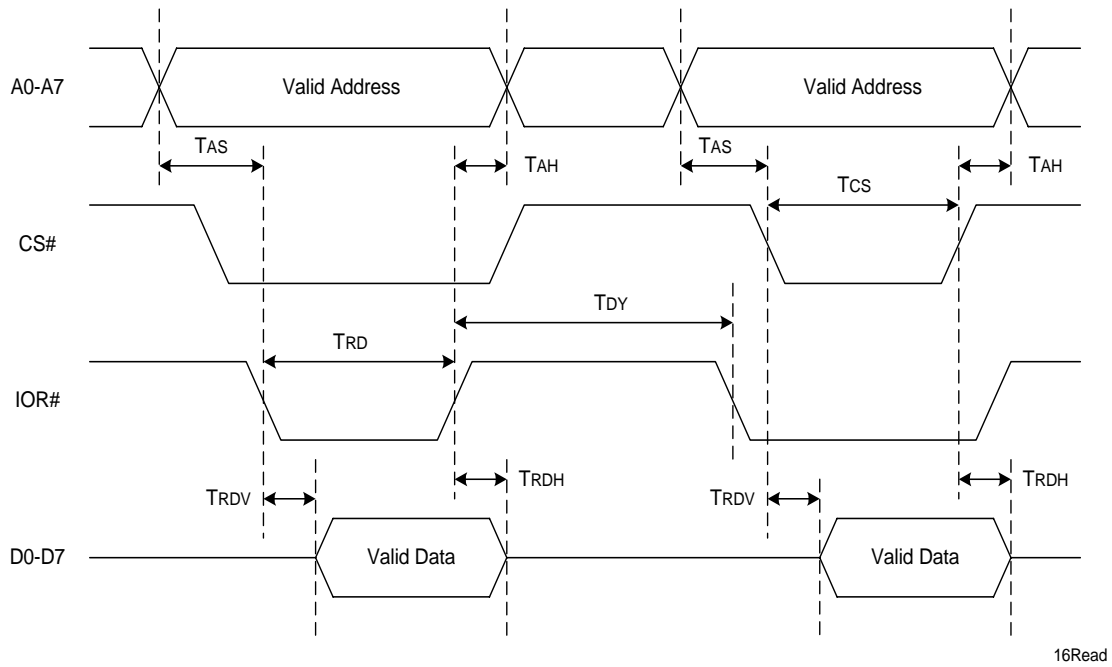 A0-A7
Valid Address
Valid Address
TAS
TAH
TAS
TAH
TCS
CS#
TDY
TRD
IOR#
TRDV
TRDH
TRDV
TRDH
D0-D7
Valid Data
Valid Data
16Read